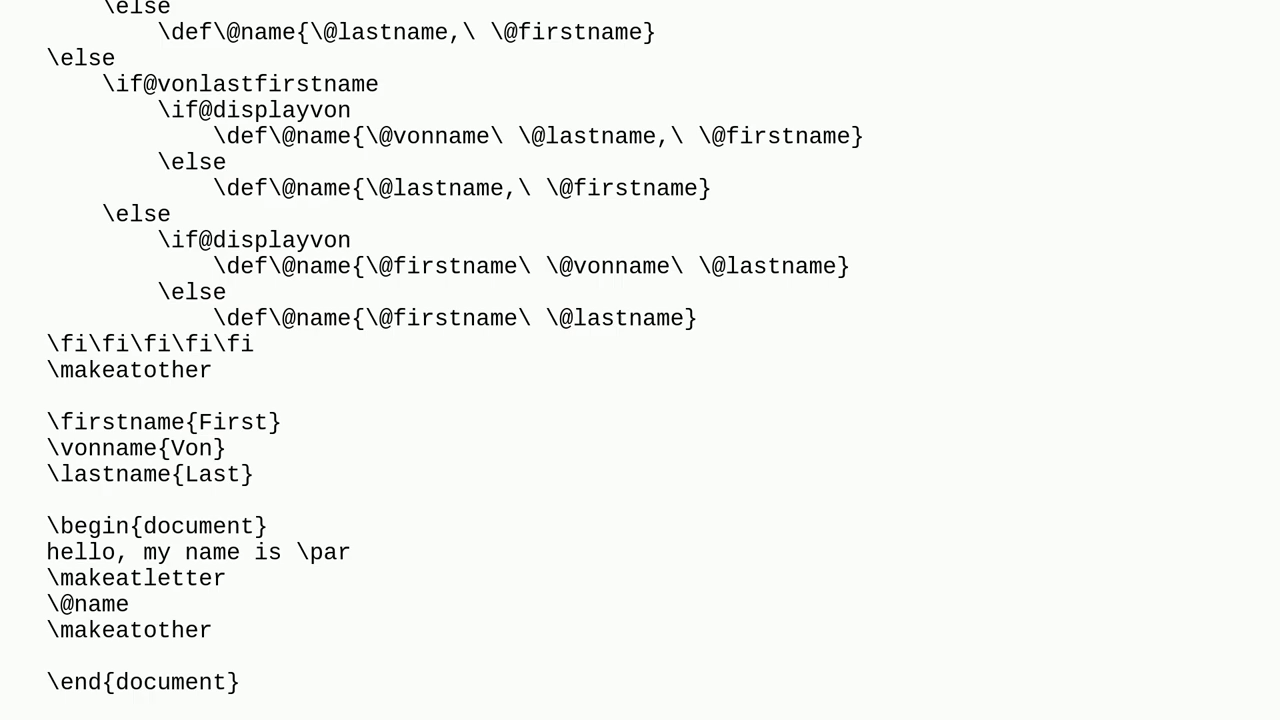 \else
\def\@name{\@lastname,\ \@firstname}
\else
\if@vonlastfirstname
\if@displayvon
\def\@name{\@vonname\ \@lastname,\ \@firstname}
\else
\def\@name{\@lastname,\ \@firstname}
\else
\if@displayvon
\def\@name{\@firstname\ \@vonname\ \@lastname}
\else
\def\@name{\@firstname\ \@lastname}
\fi\fi\fi\fi\fi
\makeatother
\firstname{First}
\vonname{Von}
\lastname{Last}
\begin{document}
hello, my name is \par
\makeatletter
\@name
\makeatother
\end{document}